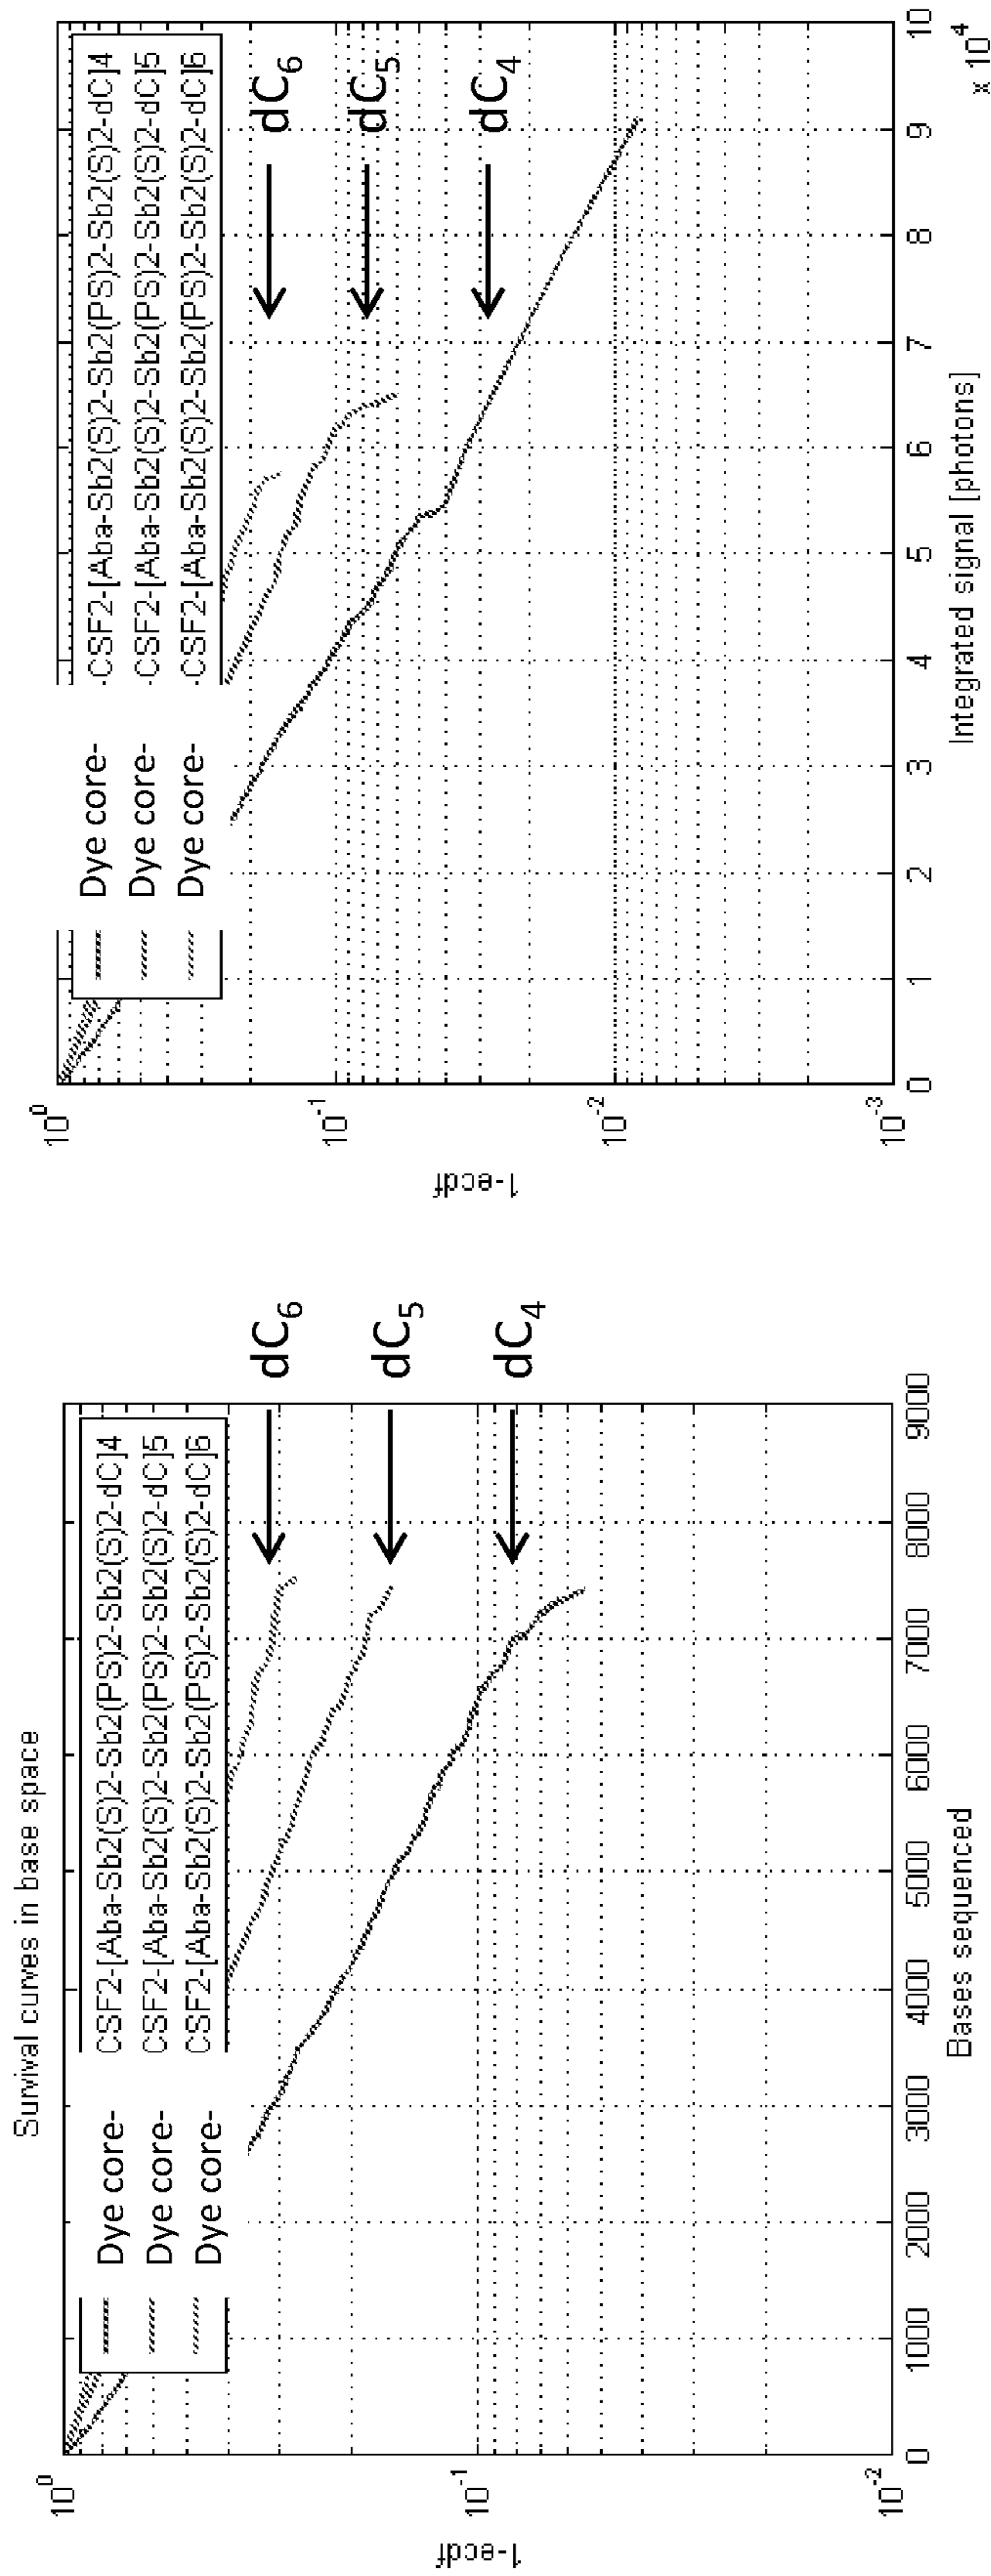 Survival curves in base space
10^0
10^-1
10^-2
1-ecdf
Dye core- CSF2-[Aba-Sb2(S)2-Sb2(PS)2-Sb2(S)2-dC]4
Dye core- CSF2-[Aba-Sb2(S)2-Sb2(PS)2-Sb2(S)2-dC]5
Dye core- CSF2-[Aba-Sb2(S)2-Sb2(PS)2-Sb2(S)2-dC]6
dC6
dC5
dC4
0 1000 2000 3000 4000 5000 6000 7000 8000 9000
Bases sequenced
10^0
10^-1
10^-2
10^-3
1-ecdf
Dye core- -CSF2-[Aba-Sb2(S)2-Sb2(PS)2-Sb2(S)2-dC]4
Dye core- -CSF2-[Aba-Sb2(S)2-Sb2(PS)2-Sb2(S)2-dC]5
Dye core- -CSF2-[Aba-Sb2(S)2-Sb2(PS)2-Sb2(S)2-dC]6
dC6
dC5
dC4
0 1 2 3 4 5 6 7 8 9 10
x 10^4
Integrated signal [photons]